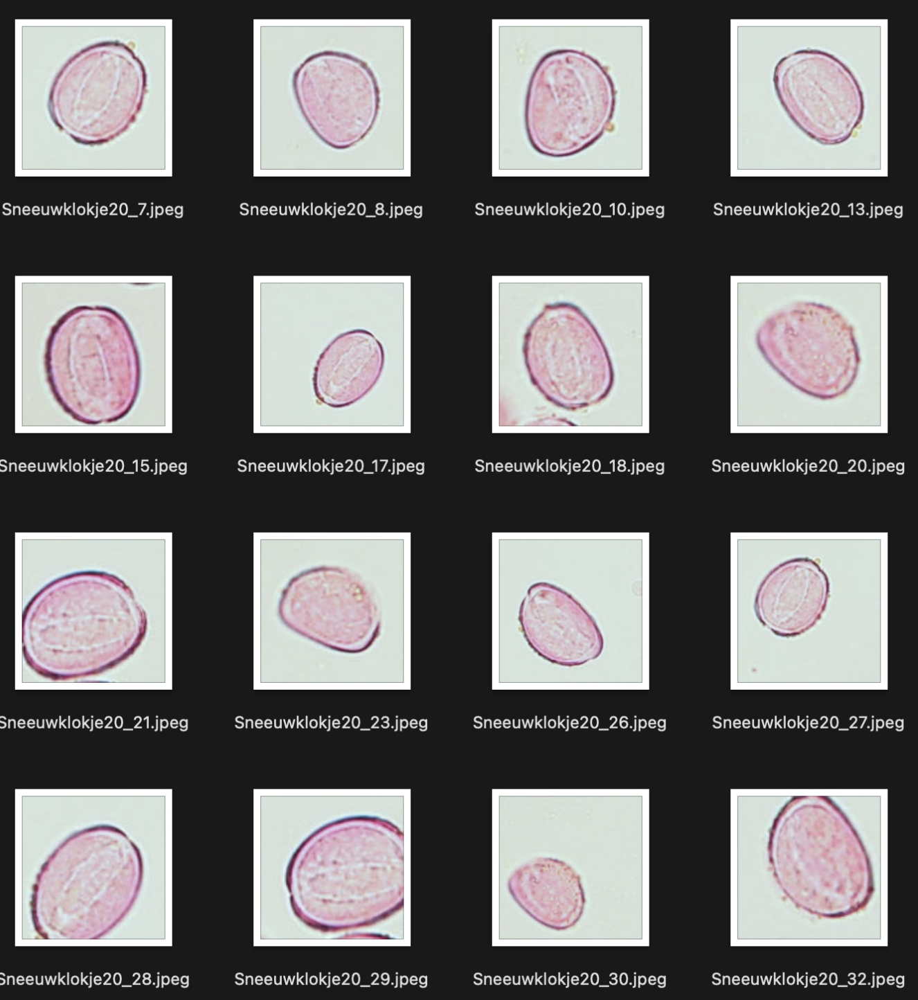 Sneeuwklokje20_7.jpeg
Sneeuwklokje20_8.jpeg
Sneeuwklokje20_10.jpeg
Sneeuwklokje20_13.jpeg
Sneeuwklokje20_15.jpeg
Sneeuwklokje20_17.jpeg
Sneeuwklokje20_18.jpeg
Sneeuwklokje20_20.jpeg
Sneeuwklokje20_21.jpeg
Sneeuwklokje20_23.jpeg
Sneeuwklokje20_26.jpeg
Sneeuwklokje20_27.jpeg
Sneeuwklokje20_28.jpeg
Sneeuwklokje20_29.jpeg
Sneeuwklokje20_30.jpeg
Sneeuwklokje20_32.jpeg